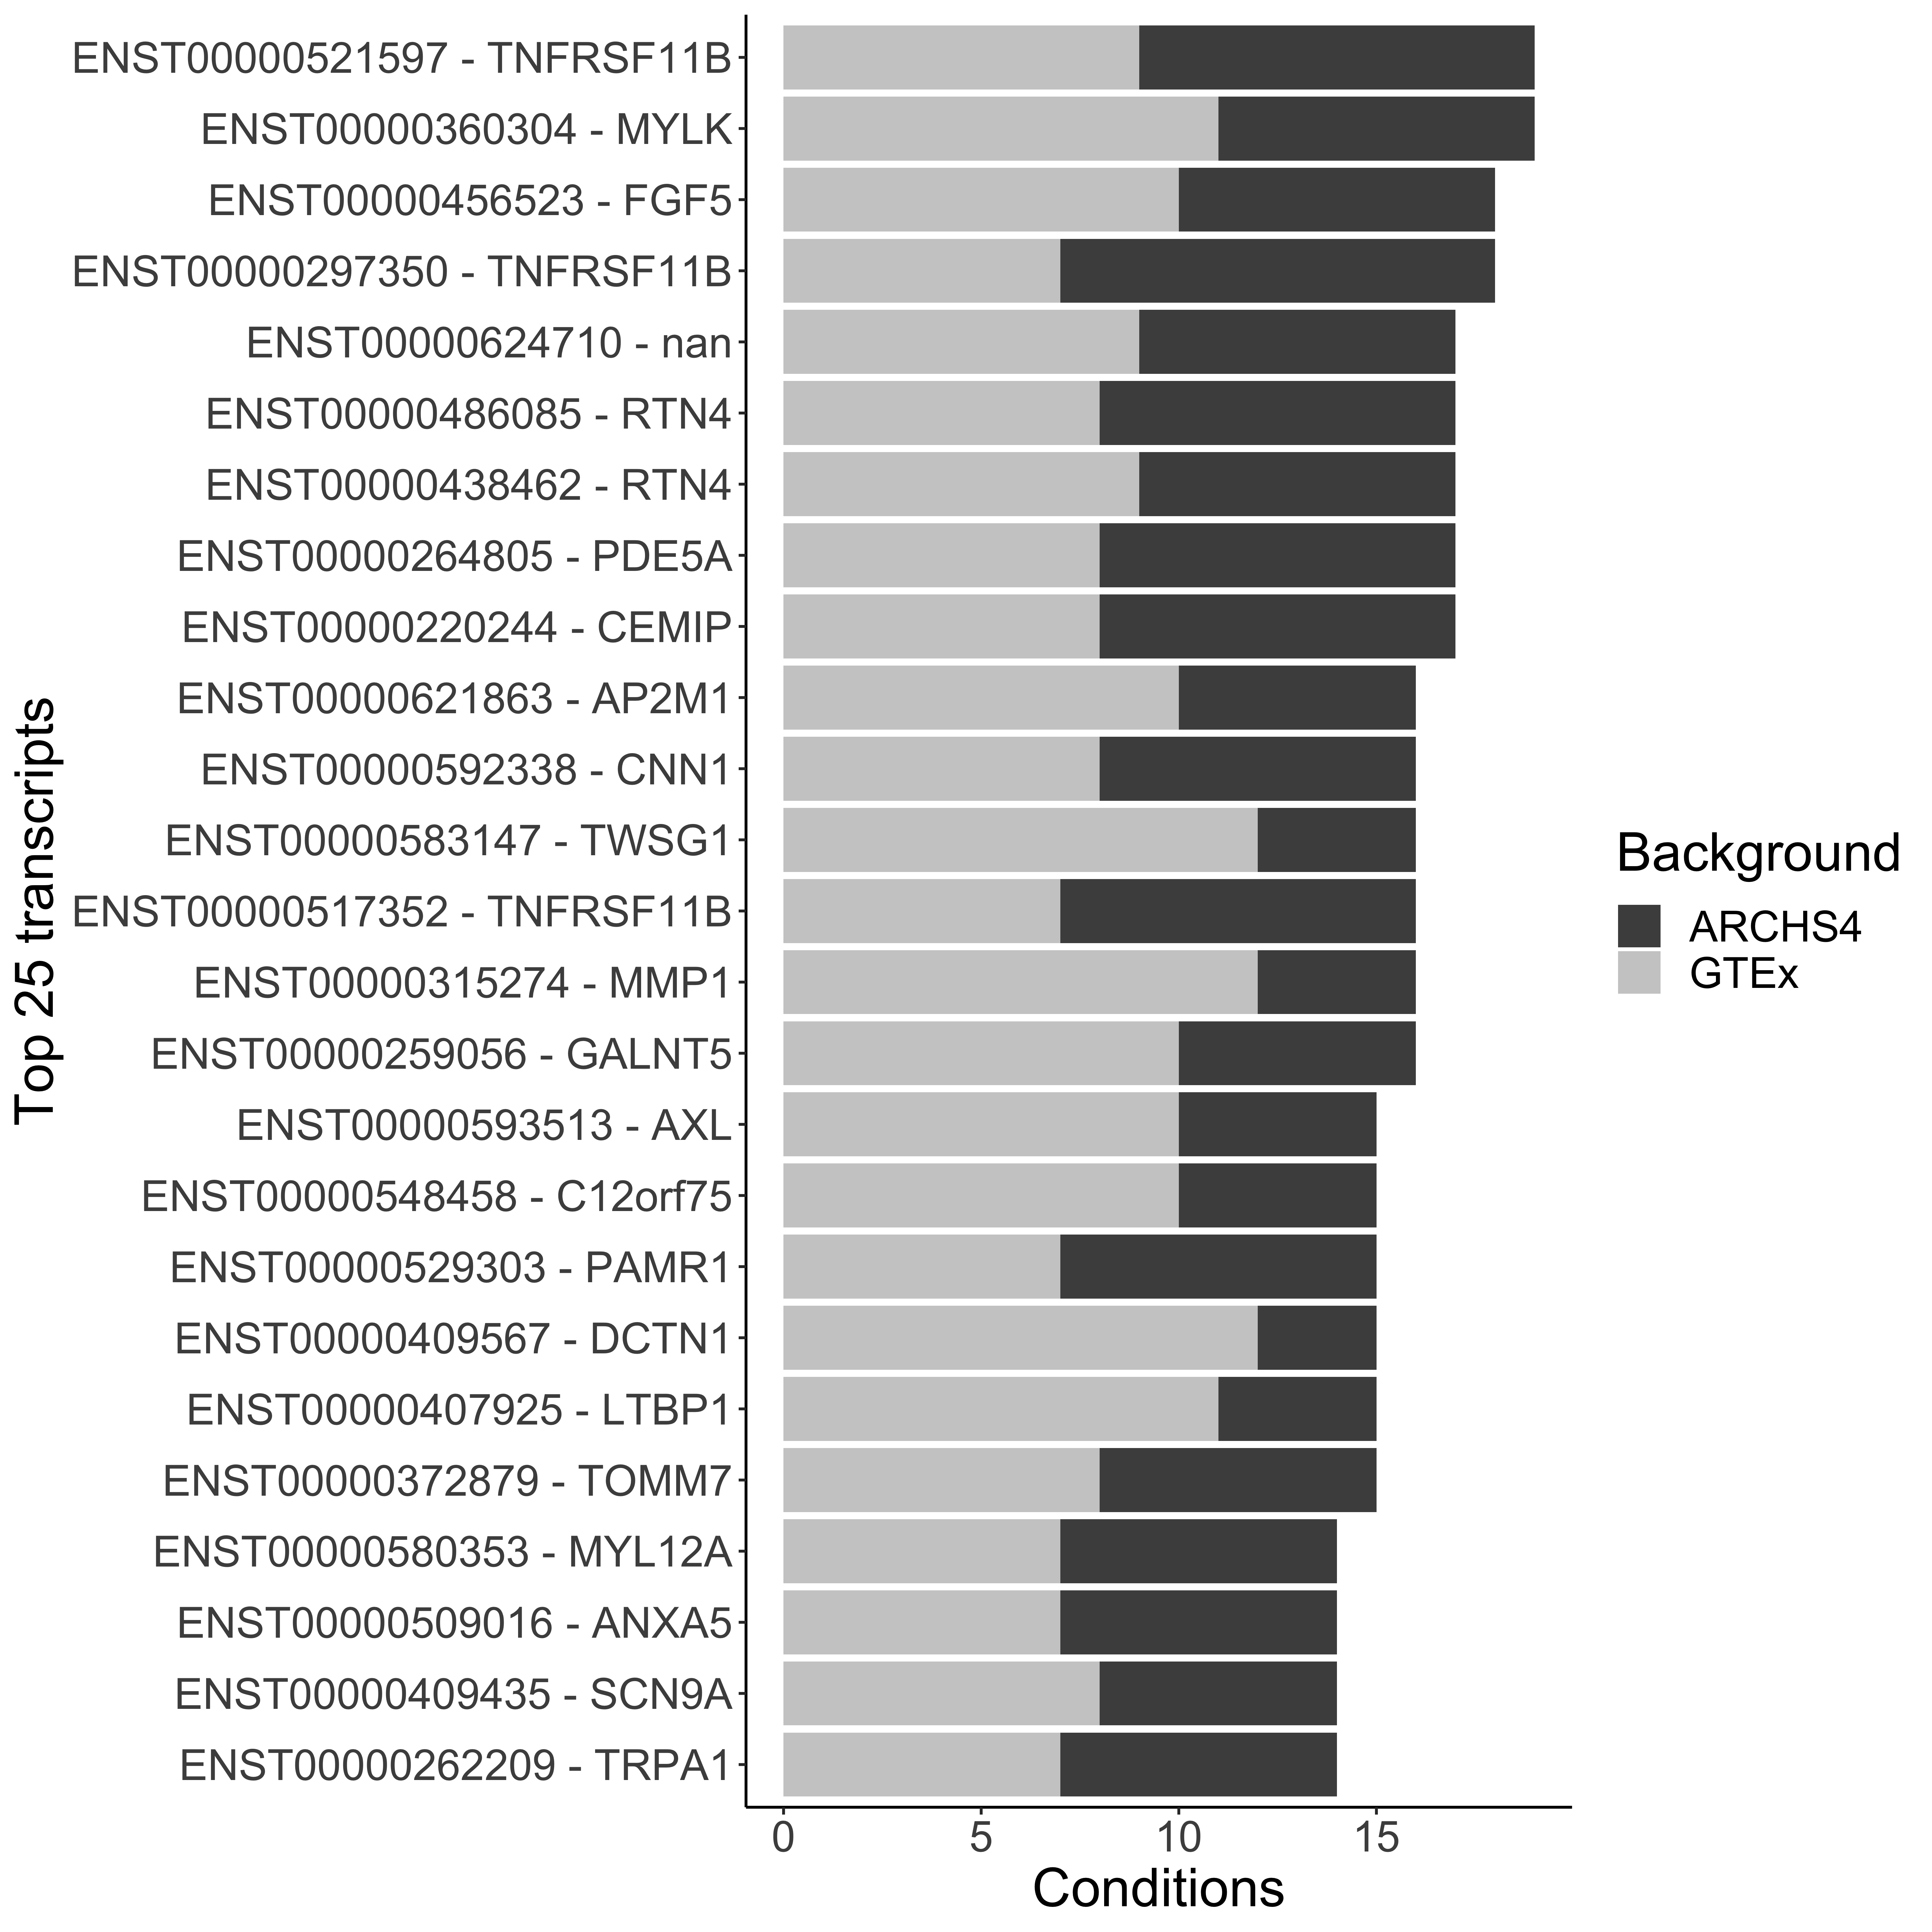 Top 25 transcripts
ENST00000521597 - TNFRSF11B
ENST00000360304 - MYLK
ENST00000456523 - FGF5
ENST00000297350 - TNFRSF11B
ENST00000624710 - nan
ENST00000486085 - RTN4
ENST00000438462 - RTN4
ENST00000264805 - PDE5A
ENST00000220244 - CEMIP
ENST00000621863 - AP2M1
ENST00000592338 - CNN1
ENST00000583147 - TWSG1
ENST00000517352 - TNFRSF11B
ENST00000315274 - MMP1
ENST00000259056 - GALNT5
ENST00000593513 - AXL
ENST00000548458 - C12orf75
ENST00000529303 - PAMR1
ENST00000409567 - DCTN1
ENST00000407925 - LTBP1
ENST00000372879 - TOMM7
ENST00000580353 - MYL12A
ENST00000509016 - ANXA5
ENST00000409435 - SCN9A
ENST00000262209 - TRPA1
0 5 10 15
Conditions
Background
ARCHS4
GTEx